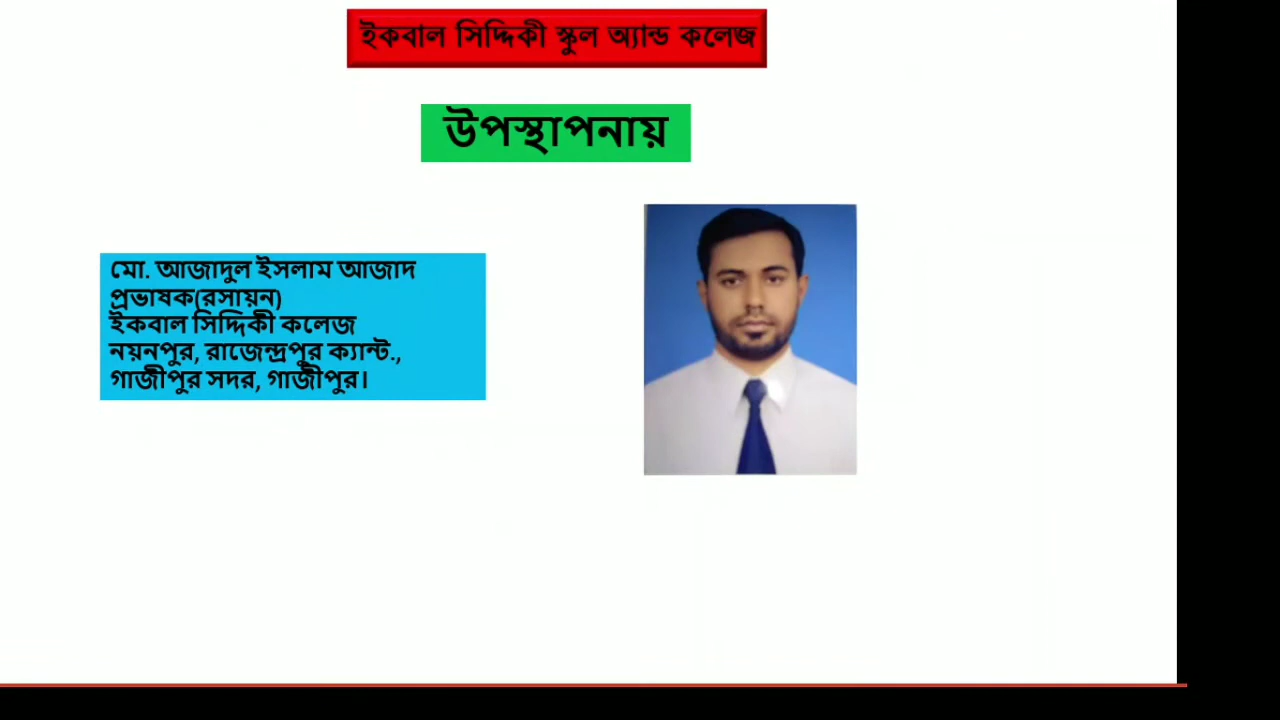 ইকবাল সিদ্দিকী স্কুল অ্যান্ড কলেজ
উপস্থাপনায়
মো. আজাদুল ইসলাম আজাদ
প্রভাষক(রসায়ন)
ইকবাল সিদ্দিকী কলেজ
নয়নপুর, রাজেন্দ্রপুর ক্যান্ট.,
গাজীপুর সদর, গাজীপুর।